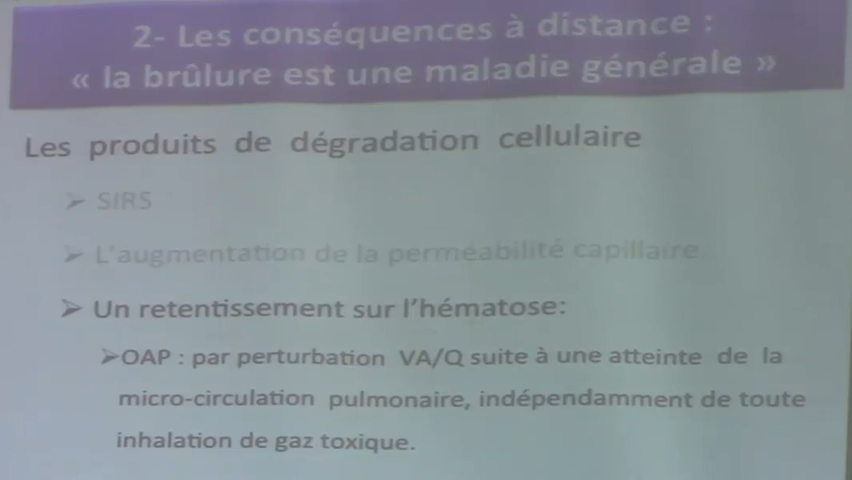 2- Les conséquences à distance :
« la brûlure est une maladie générale »
Les produits de dégradation cellulaire
➢ SIRS
➢ L'augmentation de la perméabilité capillaire
➢ Un retentissement sur l'hématose:
➢OAP : par perturbation VA/Q suite à une atteinte de la
micro-circulation pulmonaire, indépendamment de toute
inhalation de gaz toxique.